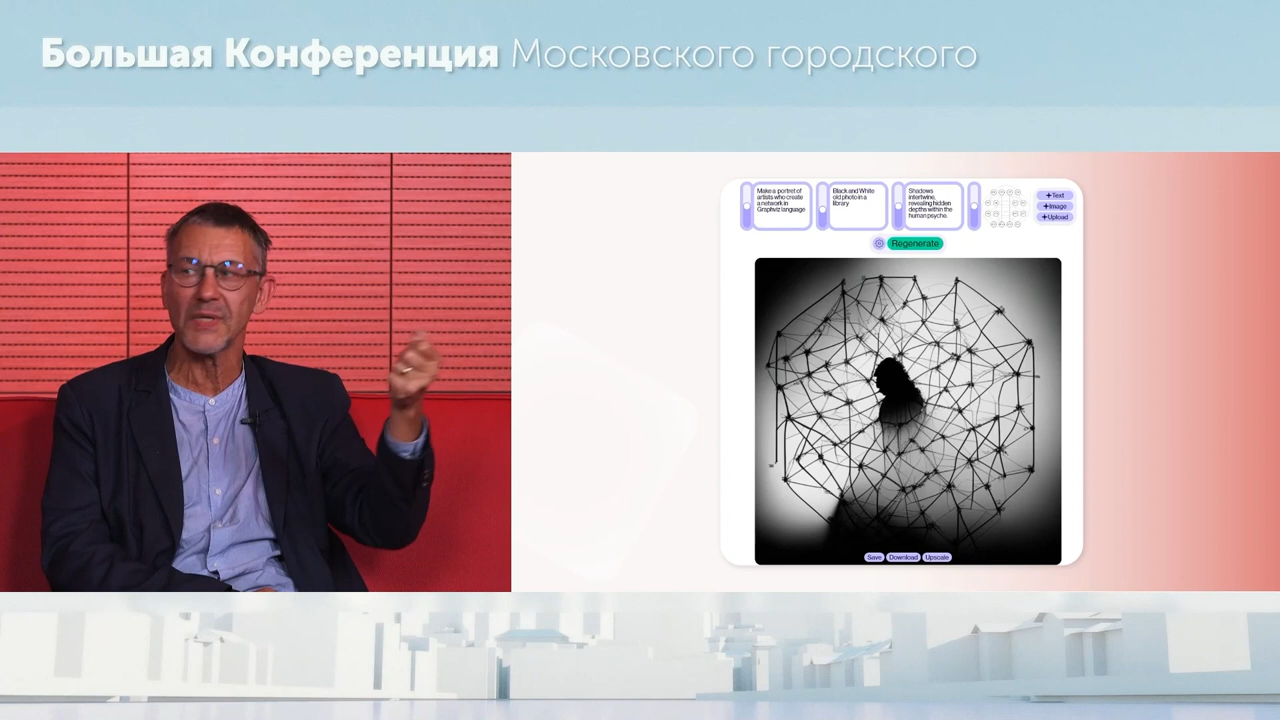 Большая Конференция Московского городского
Make a portret of
artists who create
a network in
Graphviz language
Black and White
old photo in a
library
Shadows
intertwine,
revealing hidden
depths within the
human psyche.
+Text
+Image
+Upload
Regenerate
Save Download Upscale